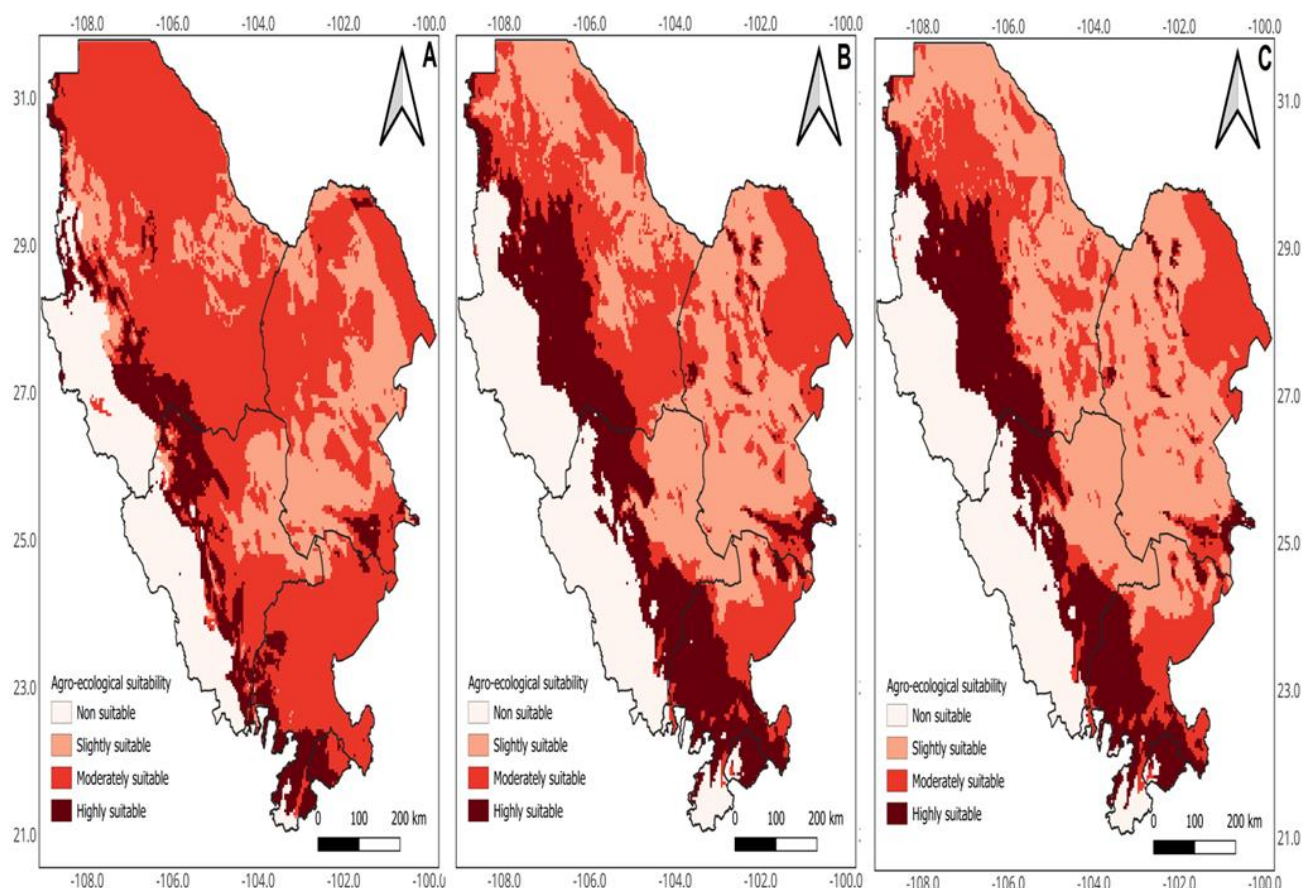 -108.0 -106.0 -104.0 -102.0 -100.0
-108.0 -106.0 -104.0 -102.0 -100.0
-108.0 -106.0 -104.0 -102.0 -100.0
A
B
C
31.0
29.0
27.0
25.0
23.0
21.0
31.0
29.0
27.0
25.0
23.0
21.0
Agro-ecological suitability
Non suitable
Slightly suitable
Moderately suitable
Highly suitable
0 100 200 km
Agro-ecological suitability
Non suitable
Slightly suitable
Moderately suitable
Highly suitable
0 100 200 km
Agro-ecological suitability
Non suitable
Slightly suitable
Moderately suitable
Highly suitable
0 100 200 km
-108.0 -106.0 -104.0 -102.0 -100.0
-108.0 -106.0 -104.0 -102.0 -100.0
-108.0 -106.0 -104.0 -102.0 -100.0